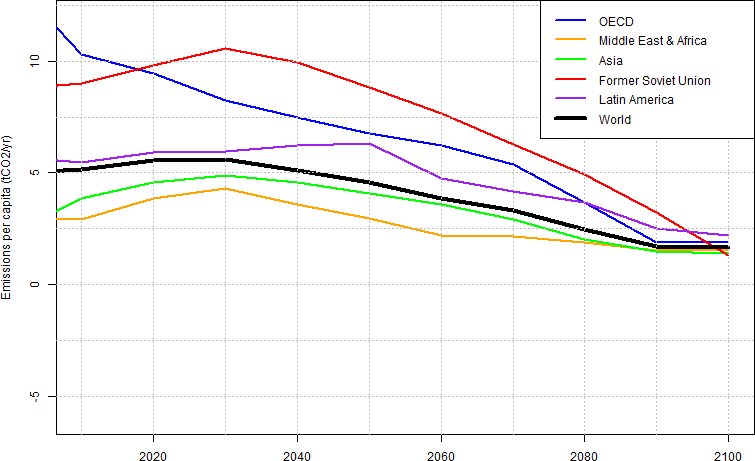 OECD
Middle East & Africa
Asia
Former Soviet Union
Latin America
World
Emissions per capita (tCO2/yr)
10
5
0
-5
2020 2040 2060 2080 2100